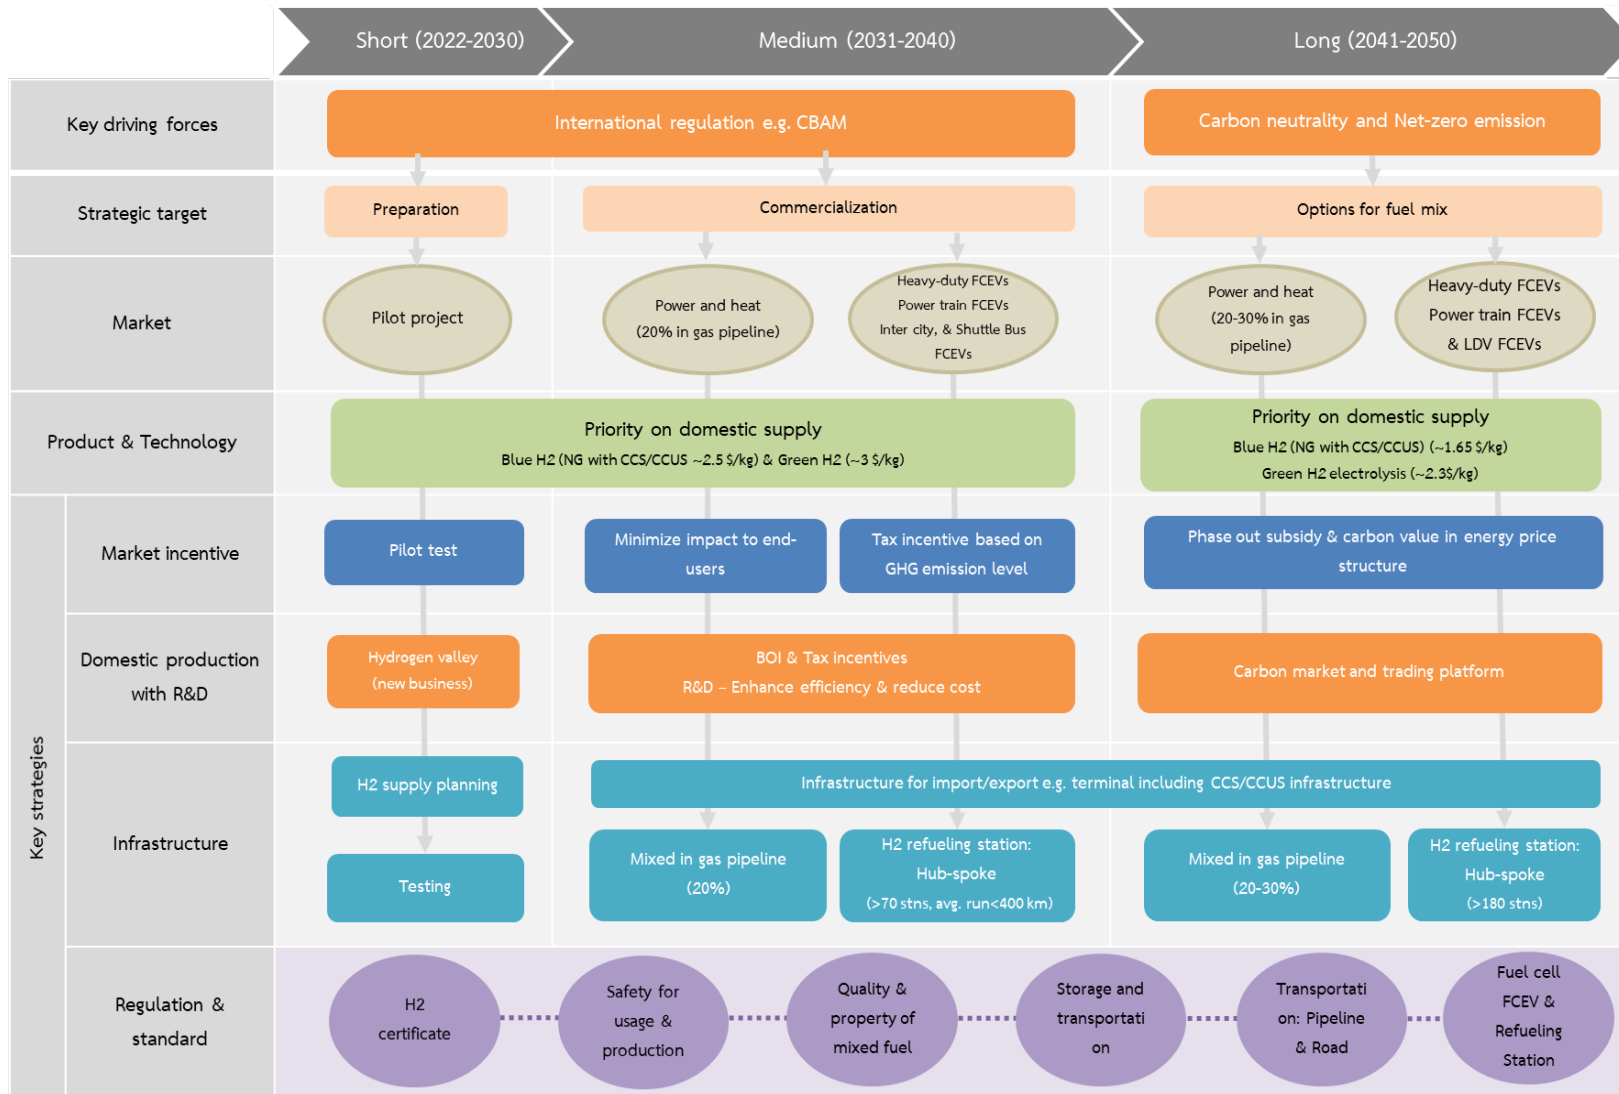 Short (2022-2030)
Medium (2031-2040)
Long (2041-2050)
Key driving forces
International regulation e.g. CBAM
Carbon neutrality and Net-zero emission
Strategic target
Preparation
Commercialization
Options for fuel mix
Market
Pilot project
Power and heat
(20% in gas pipeline)
Heavy-duty FCEVs
Power train FCEVs
Inter city, & Shuttle Bus
FCEVs
Power and heat
(20-30% in gas
pipeline)
Heavy-duty FCEVs
Power train FCEVs
& LDV FCEVs
Product & Technology
Priority on domestic supply
Blue H2 (NG with CCS/CCUS ~2.5 $/kg) & Green H2 (~3 $/kg)
Priority on domestic supply
Blue H2 (NG with CCS/CCUS) (~1.65 $/kg)
Green H2 electrolysis (~2.3$/kg)
Key strategies
Market incentive
Pilot test
Minimize impact to end-
users
Tax incentive based on
GHG emission level
Phase out subsidy & carbon value in energy price
structure
Domestic production
with R&D
Hydrogen valley
(new business)
BOI & Tax incentives
R&D – Enhance efficiency & reduce cost
Carbon market and trading platform
Infrastructure
H2 supply planning
Testing
Infrastructure for import/export e.g. terminal including CCS/CCUS infrastructure
Mixed in gas pipeline
(20%)
H2 refueling station:
Hub-spoke
(>70 stns, avg. run<400 km)
Mixed in gas pipeline
(20-30%)
H2 refueling station:
Hub-spoke
(>180 stns)
Regulation &
standard
H2
certificate
Safety for
usage &
production
Quality &
property of
mixed fuel
Storage and
transportati
on
Transportati
on: Pipeline
& Road
Fuel cell
FCEV &
Refueling
Station